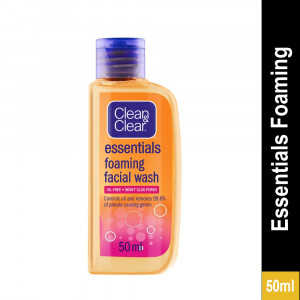 Clean &
Clear®
essentials
foaming
facial wash
OIL FREE • WON'T CLOG PORES
Controls oil and removes 99.8%
of pimple causing germs
50ml
Essentials Foaming
50ml